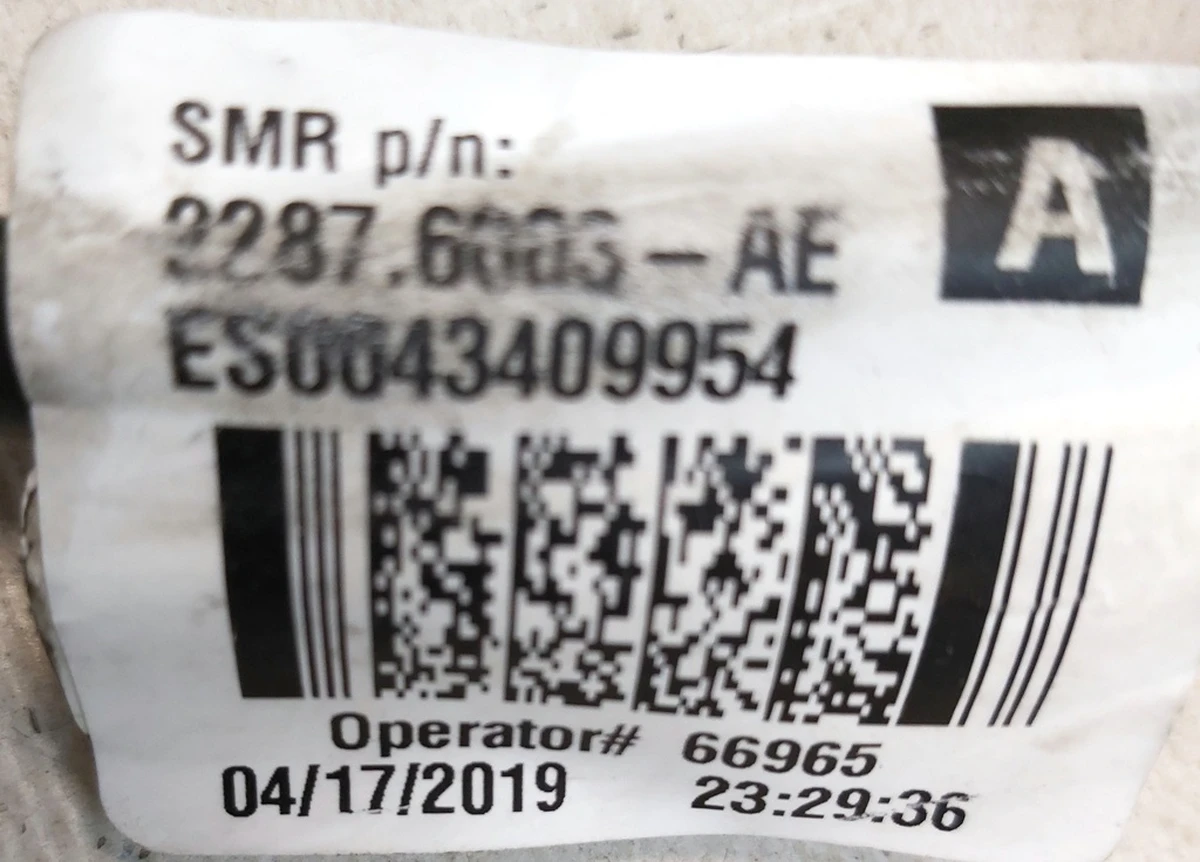 SMR p/n:
A
- AE
ES0043409954
Operator# 66965
04/17/2019 23:29:36